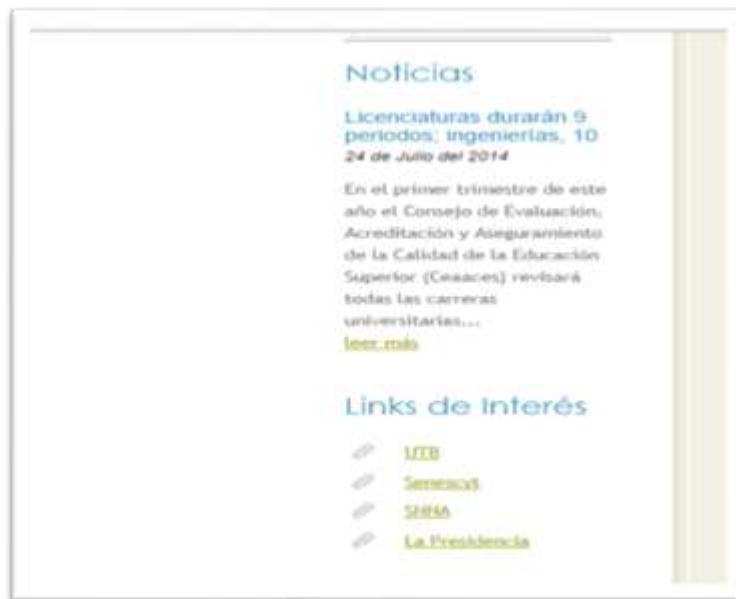 Noticias
Licenciaturas durarán 9
periodos; ingenierías, 10
24 de Julio del 2014
En el primer trimestre de este
año el Consejo de Evaluación,
Acreditación y Aseguramiento
de la Calidad de la Educación
Superior (Ceaaces) revisará
todas las carreras
universitarias...
leer más
Links de Interés
UTB
Senescyt
SNNA
La Presidencia